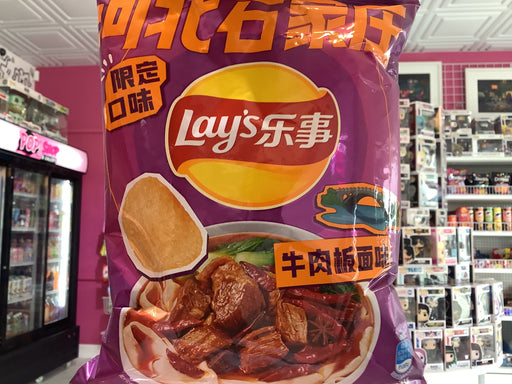 河北石家庄
限定
口味
Lay's乐事
牛肉板面味